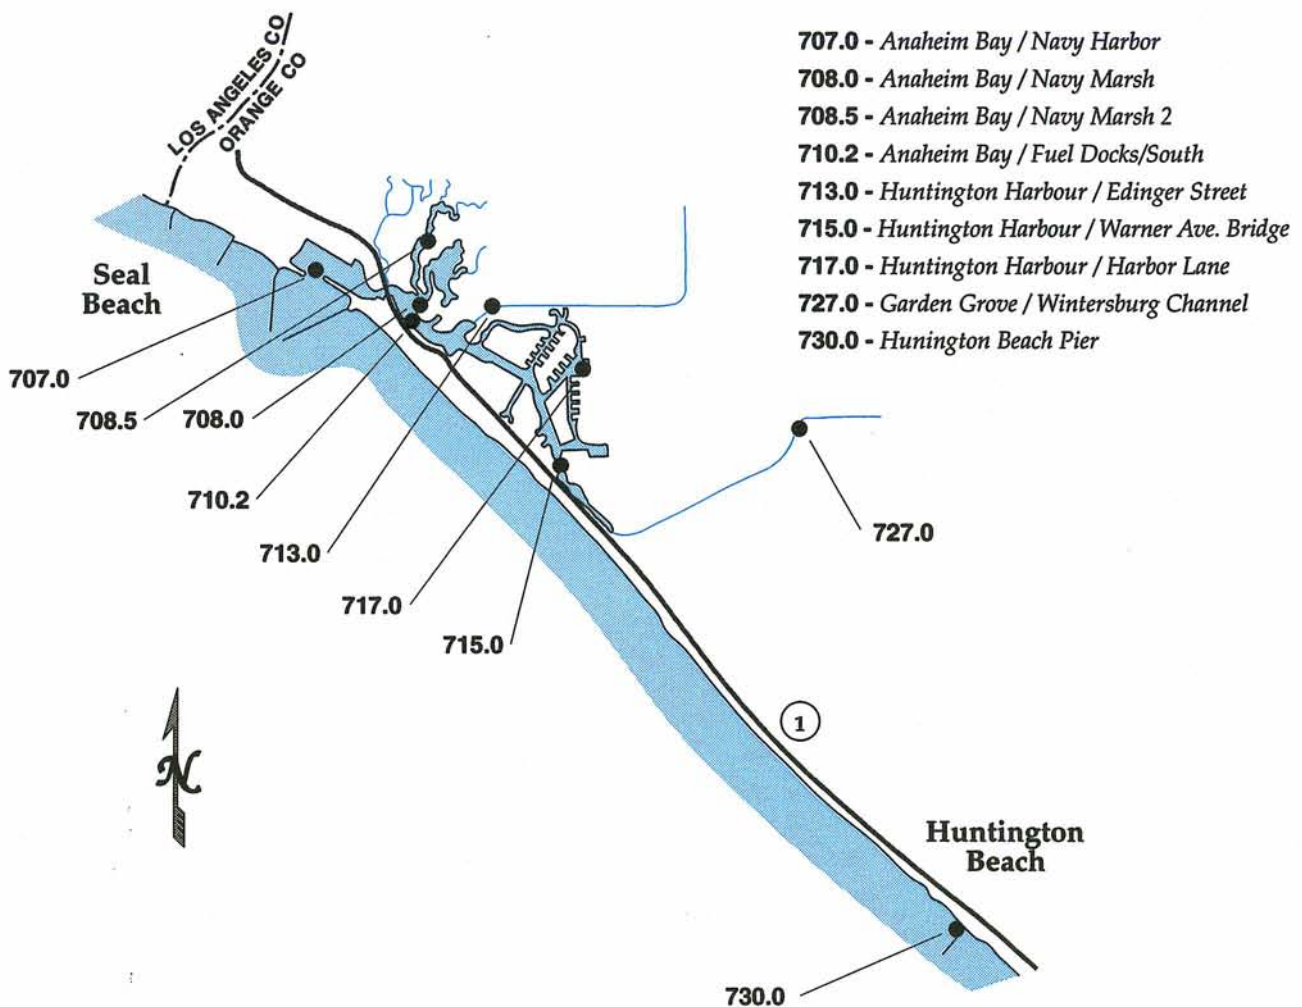 LOS ANGELES CO
ORANGE CO
707.0 - Anaheim Bay / Navy Harbor
708.0 - Anaheim Bay / Navy Marsh
708.5 - Anaheim Bay / Navy Marsh 2
710.2 - Anaheim Bay / Fuel Docks/South
713.0 - Huntington Harbour / Edinger Street
715.0 - Huntington Harbour / Warner Ave. Bridge
717.0 - Huntington Harbour / Harbor Lane
727.0 - Garden Grove / Wintersburg Channel
730.0 - Hunington Beach Pier
Seal
Beach
707.0
708.5
708.0
710.2
713.0
717.0
715.0
727.0
1
N
Huntington
Beach
730.0